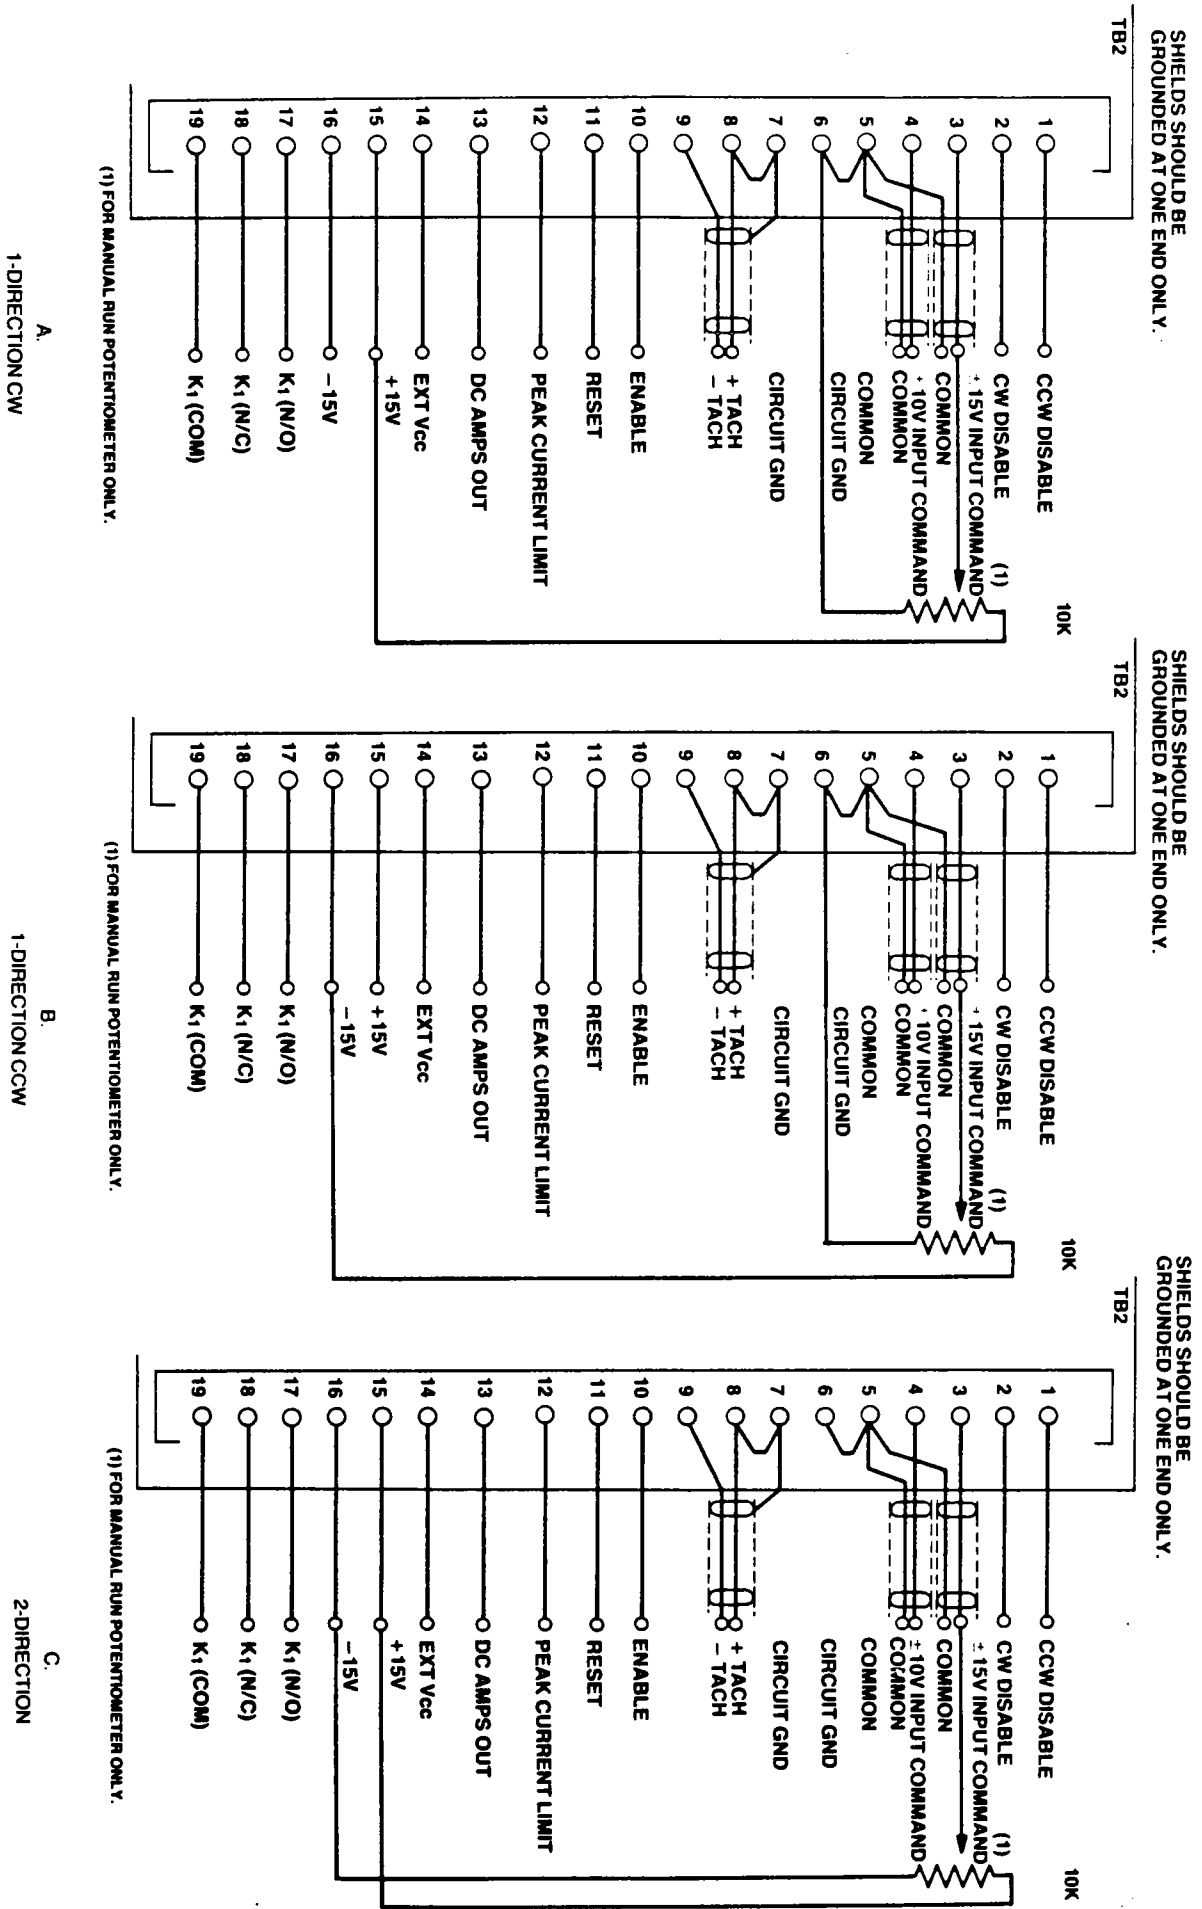 SHIELDS SHOULD BE
GROUNDED AT ONE END ONLY.
TB2
10K
(1)
1 CCW DISABLE
2 CW DISABLE
3 + 15V INPUT COMMAND
COMMON
4 + 10V INPUT COMMAND
COMMON
5 COMMON
6 CIRCUIT GND
7 CIRCUIT GND
8 + TACH
9 − TACH
10 ENABLE
11 RESET
12 PEAK CURRENT LIMIT
13 DC AMPS OUT
14 EXT Vcc
15 +15V
16 −15V
17 K1 (N/O)
18 K1 (N/C)
19 K1 (COM)
(1) FOR MANUAL RUN POTENTIOMETER ONLY.
A.
1-DIRECTION CW
SHIELDS SHOULD BE
GROUNDED AT ONE END ONLY.
TB2
10K
(1)
1 CCW DISABLE
2 CW DISABLE
3 + 15V INPUT COMMAND
COMMON
4 + 10V INPUT COMMAND
COMMON
5 COMMON
6 CIRCUIT GND
7 CIRCUIT GND
8 + TACH
9 − TACH
10 ENABLE
11 RESET
12 PEAK CURRENT LIMIT
13 DC AMPS OUT
14 EXT Vcc
15 +15V
16 −15V
17 K1 (N/O)
18 K1 (N/C)
19 K1 (COM)
(1) FOR MANUAL RUN POTENTIOMETER ONLY.
B.
1-DIRECTION CCW
SHIELDS SHOULD BE
GROUNDED AT ONE END ONLY.
TB2
10K
(1)
1 CCW DISABLE
2 CW DISABLE
3 ± 15V INPUT COMMAND
COMMON
4 ± 10V INPUT COMMAND
COMMON
5 COMMON
6 CIRCUIT GND
7 CIRCUIT GND
8 + TACH
9 − TACH
10 ENABLE
11 RESET
12 PEAK CURRENT LIMIT
13 DC AMPS OUT
14 EXT Vcc
15 +15V
16 −15V
17 K1 (N/O)
18 K1 (N/C)
19 K1 (COM)
(1) FOR MANUAL RUN POTENTIOMETER ONLY.
C.
2-DIRECTION